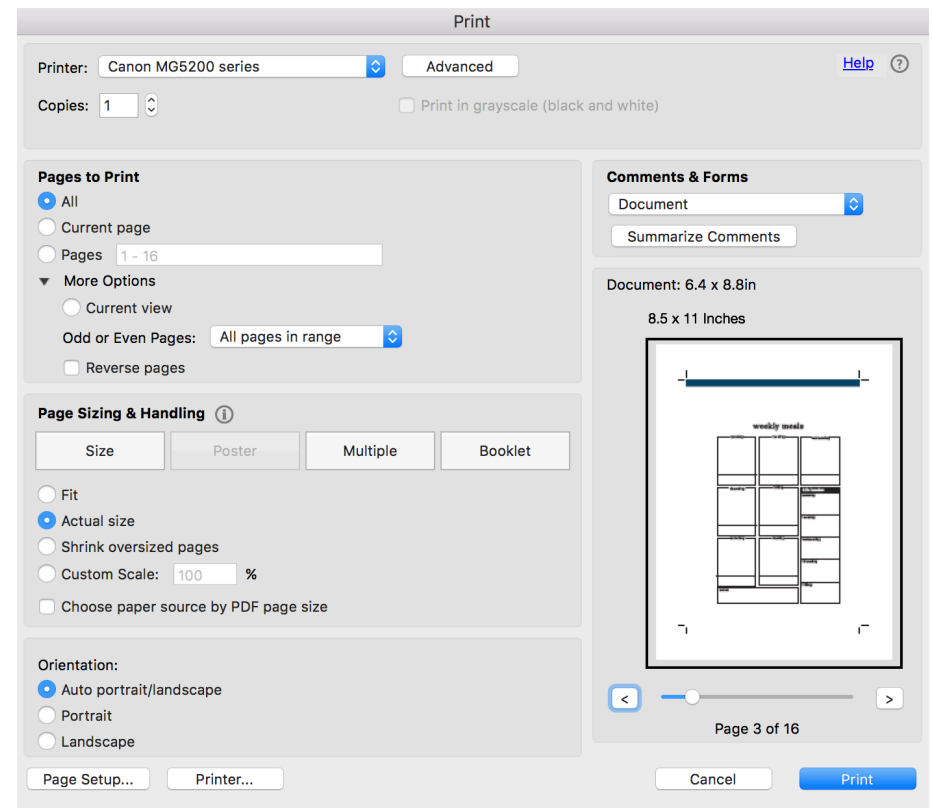 Print
Printer: Canon MG5200 series Advanced Help ?
Copies: 1 Print in grayscale (black and white)
Pages to Print
All
Current page
Pages 1 - 16
More Options
Current view
Odd or Even Pages: All pages in range
Reverse pages
Page Sizing & Handling i
Size Poster Multiple Booklet
Fit
Actual size
Shrink oversized pages
Custom Scale: 100 %
Choose paper source by PDF page size
Orientation:
Auto portrait/landscape
Portrait
Landscape
Comments & Forms
Document
Summarize Comments
Document: 6.4 x 8.8in
8.5 x 11 Inches
weekly meals
< >
Page 3 of 16
Page Setup... Printer... Cancel Print